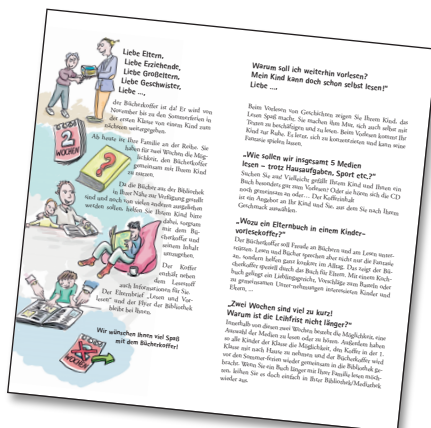 Liebe Eltern,
Liebe Erziehende,
Liebe Großeltern,
Liebe Geschwister,
Liebe ...,
der Bücherkoffer ist da! Er wird von
November bis zu den Sommerferien in
der ersten Klasse von einem Kind zum
nächsten weitergegeben.
Ab heute ist Ihre Familie an der Reihe. Sie
haben für zwei Wochen die Mög-
lichkeit, den Bücherkoffer
gemeinsam mit Ihrem Kind
zu nutzen.
2
WOCHEN
?
Da die Bücher aus der Bibliothek
in Ihrer Nähe zur Verfügung gestellt
sind und noch von vielen anderen ausgeliehen
werden sollen, helfen Sie Ihrem Kind bitte
dabei, sorgsam
mit dem Bü-
cherkoffer und
seinem Inhalt
umzugehen.
Der Koffer
enthält neben
dem Lesestoff
auch Informationen für Sie.
Der Elternbrief „Lesen und Vor-
lesen“ und der Flyer der Bibliothek
bleibt bei Ihnen.
Wir wünschen Ihnen viel Spaß
mit dem Bücherkoffer!
Warum soll ich weiterhin vorlesen?
Mein Kind kann doch schon selbst lesen!“
Liebe ...,
Beim Vorlesen von Geschichten zeigen Sie Ihrem Kind, dass
Lesen Spaß macht. Sie machen ihm Mut, sich auch selbst mit
Texten zu beschäftigen und zu lesen. Beim Vorlesen kommt Ihr
Kind zur Ruhe. Es lernt, sich zu konzentrieren und kann seine
Fantasie spielen lassen.
„Wie sollen wir insgesamt 5 Medien
lesen – trotz Hausaufgaben, Sport etc.?“
Suchen Sie aus! Vielleicht gefällt Ihrem Kind und Ihnen ein
Buch besonders gut zum Vorlesen? Oder sie hören sich die CD
noch gemeinsam an ... Der Kofferinhalt
ist ein Angebot an Ihr Kind und Sie, aus dem Sie nach Ihrem
Geschmack auswählen.
„Wozu ein Elternbuch in einem Kinder-
vorlesekoffer?“
Der Bücherkoffer soll Freude an Büchern und am Lesen unter-
stützen. Lesen und Bücher sprechen aber nicht nur die Fantasie
an, sondern helfen ganz konkret im Alltag. Das zeigt der Bü-
cherkoffer speziell durch das Buch für Eltern. Mit einem Koch-
buch gelingt ein Lieblingsgericht, Vorschläge zum Basteln oder
zu gemeinsamen Unternehmungen interessieren Kinder und
Eltern, ...
„Zwei Wochen sind viel zu kurz!
Warum ist die Leihfrist nicht länger?“
Innerhalb von diesen zwei Wochen besteht die Möglichkeit, eine
Auswahl der Medien zu lesen oder zu hören. Außerdem haben
so alle Kinder der Klasse die Möglichkeit, den Koffer in der 1.
Klasse mit nach Hause zu nehmen und der Bücherkoffer wird
vor den Sommerferien wieder gemeinsam in die Bibliothek ge-
bracht. Wenn Sie ein Buch länger mit Ihrer Familie lesen möch-
ten, leihen Sie es doch einfach in Ihrer Bibliothek/Mediathek
wieder aus.